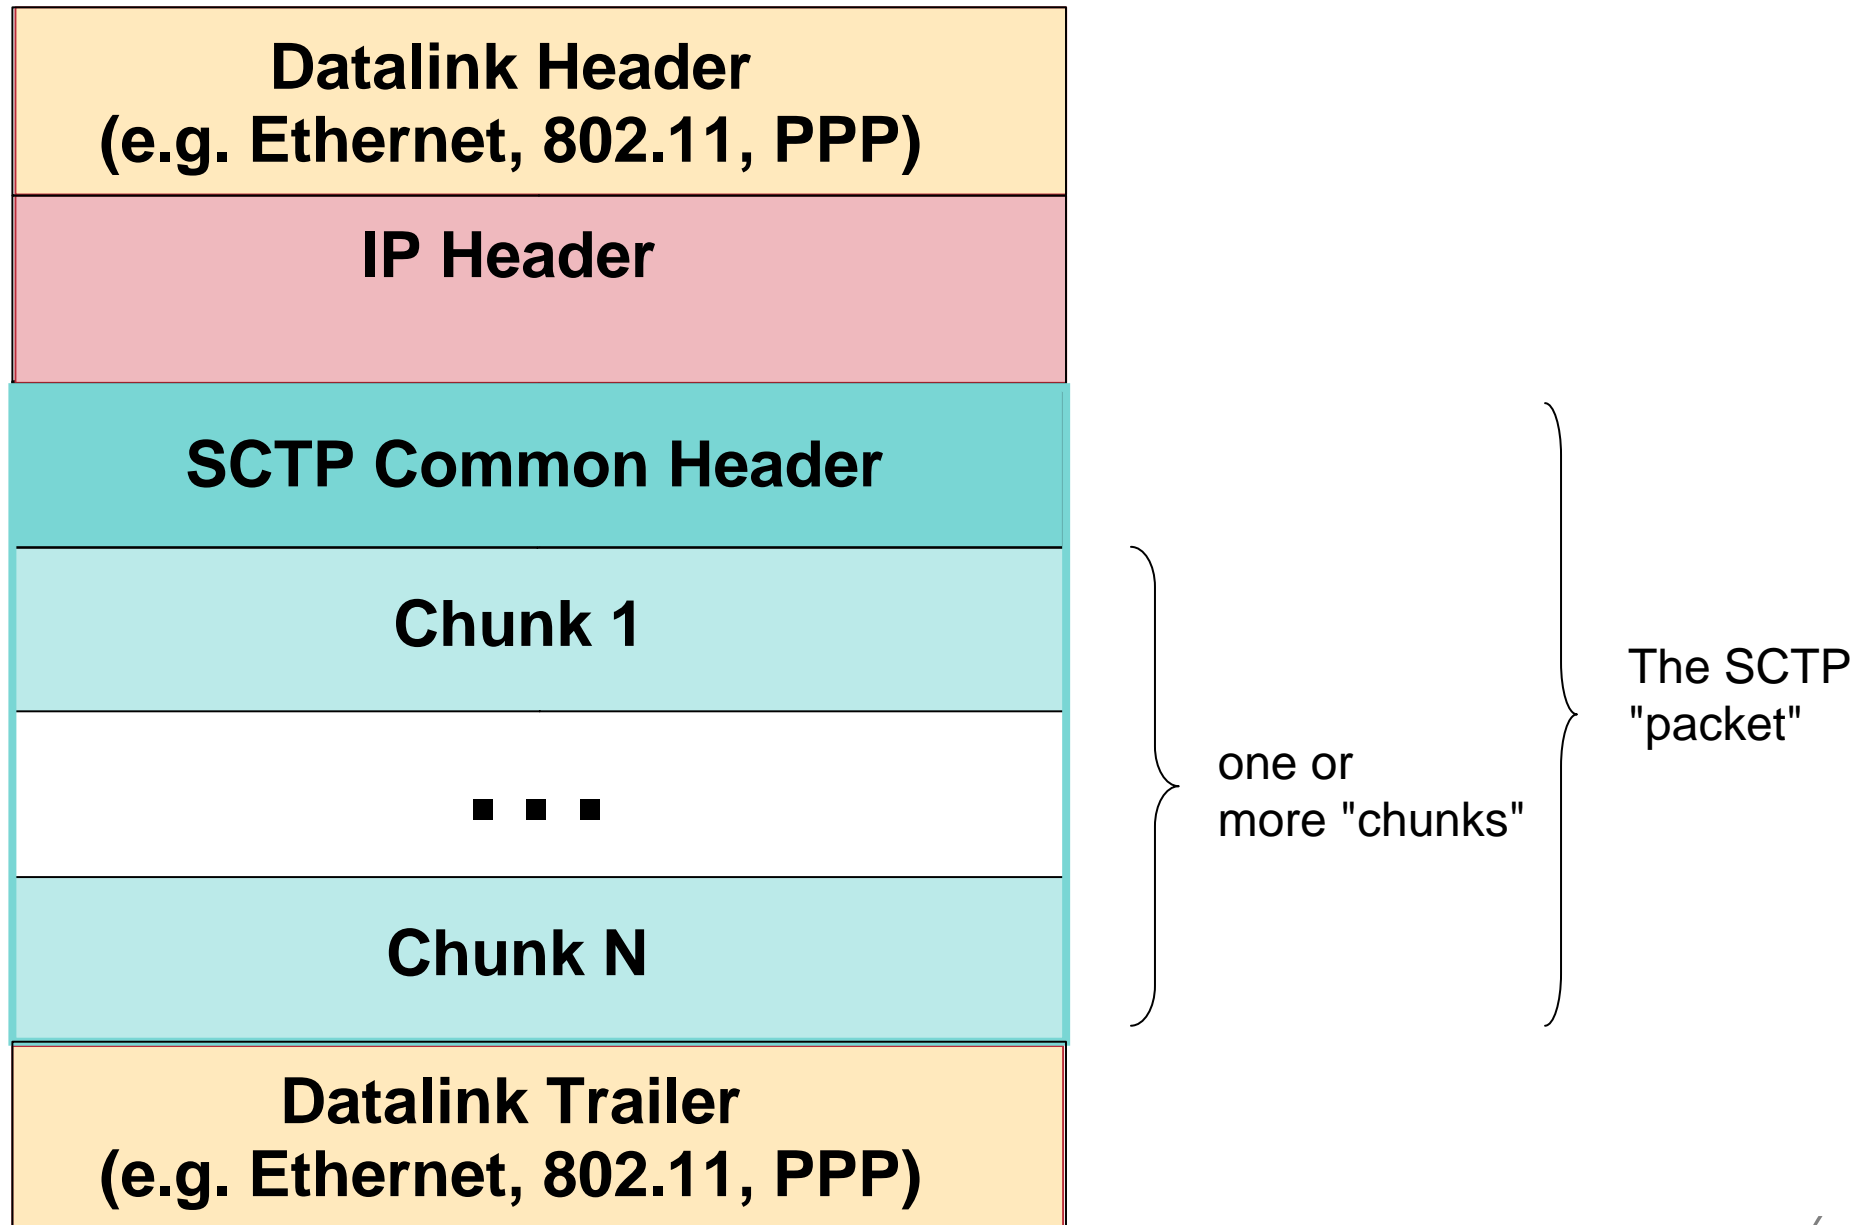 Datalink Header
(e.g. Ethernet, 802.11, PPP)
IP Header
SCTP Common Header
Chunk 1
...
Chunk N
Datalink Trailer
(e.g. Ethernet, 802.11, PPP)
one or
more "chunks"
The SCTP
"packet"